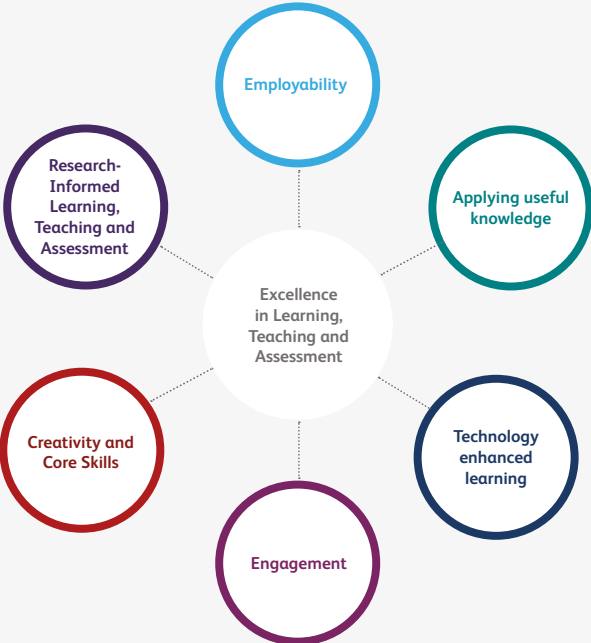 Employability
Research-
Informed
Learning,
Teaching and
Assessment
Applying useful
knowledge
Excellence
in Learning,
Teaching and
Assessment
Creativity and
Core Skills
Technology
enhanced
learning
Engagement